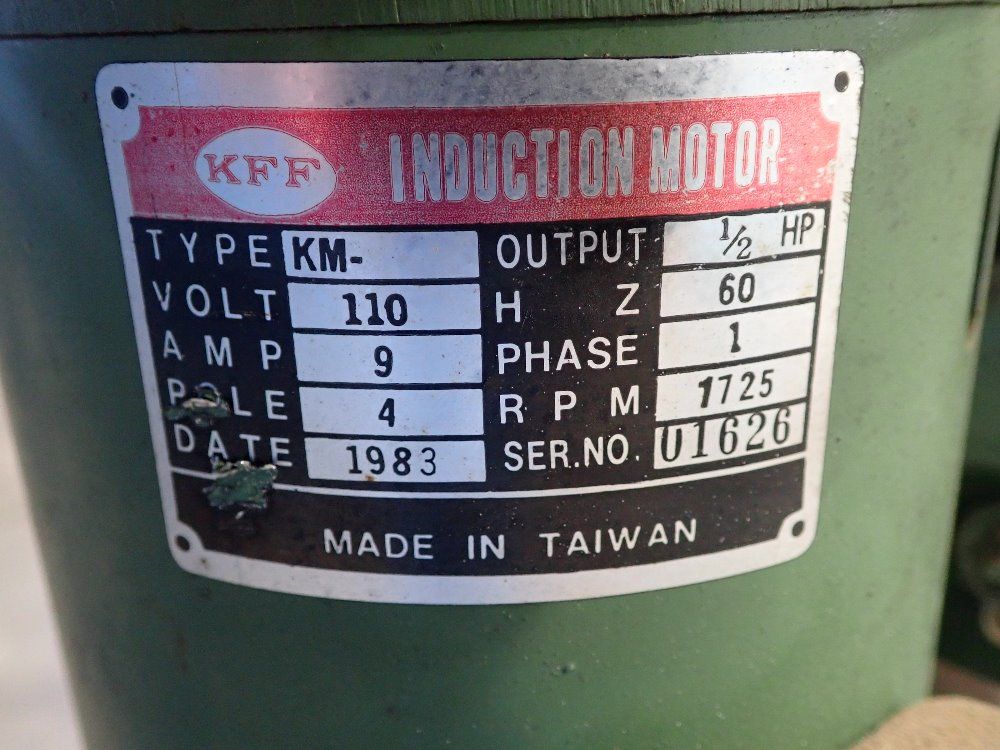 KFF INDUCTION MOTOR
TYPE KM- OUTPUT 1/2 HP
VOLT 110 HZ 60
AMP 9 PHASE 1
POLE 4 RPM 1725
DATE 1983 SER.NO. U1626
MADE IN TAIWAN